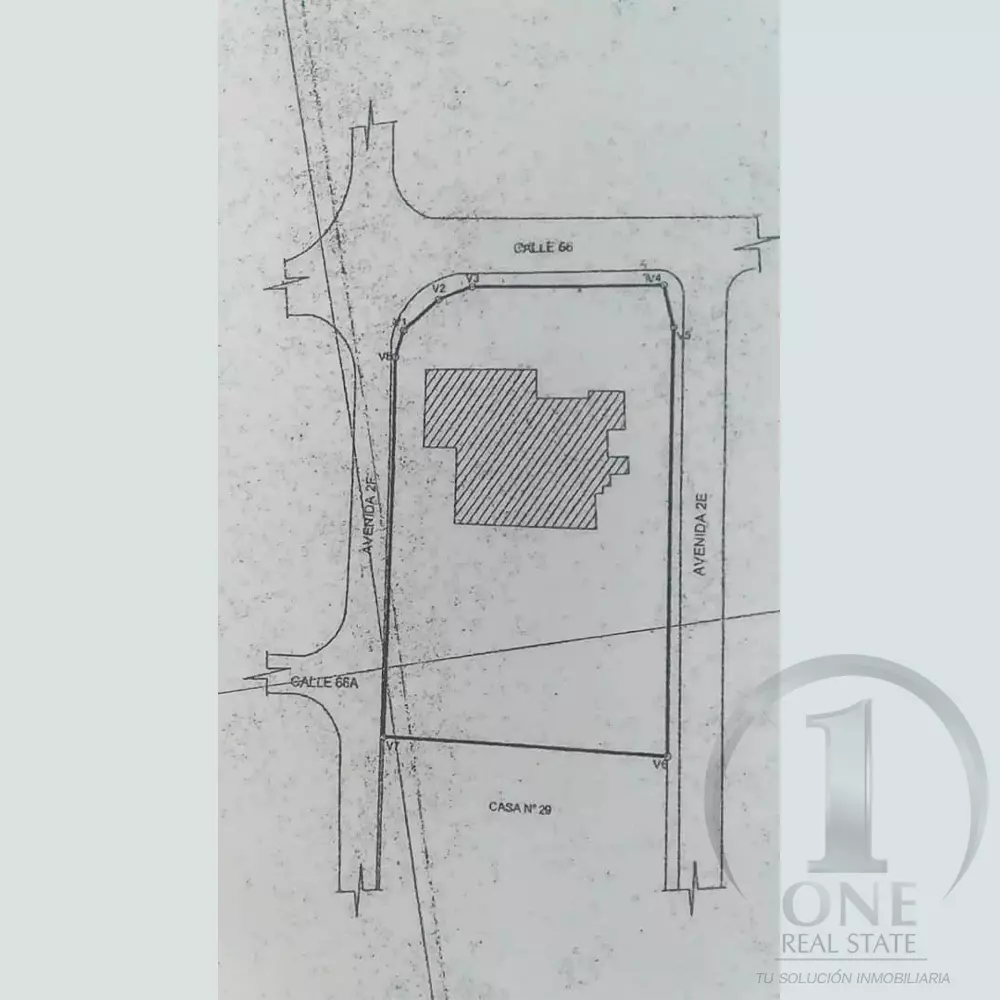 CALLE 66
V3
V4
V2
V1
V5
V8
AVENIDA 2E
AVENIDA 2E
CALLE 66A
V7
V6
CASA N° 29
1
ONE
REAL STATE
TU SOLUCIÓN INMOBILIARIA